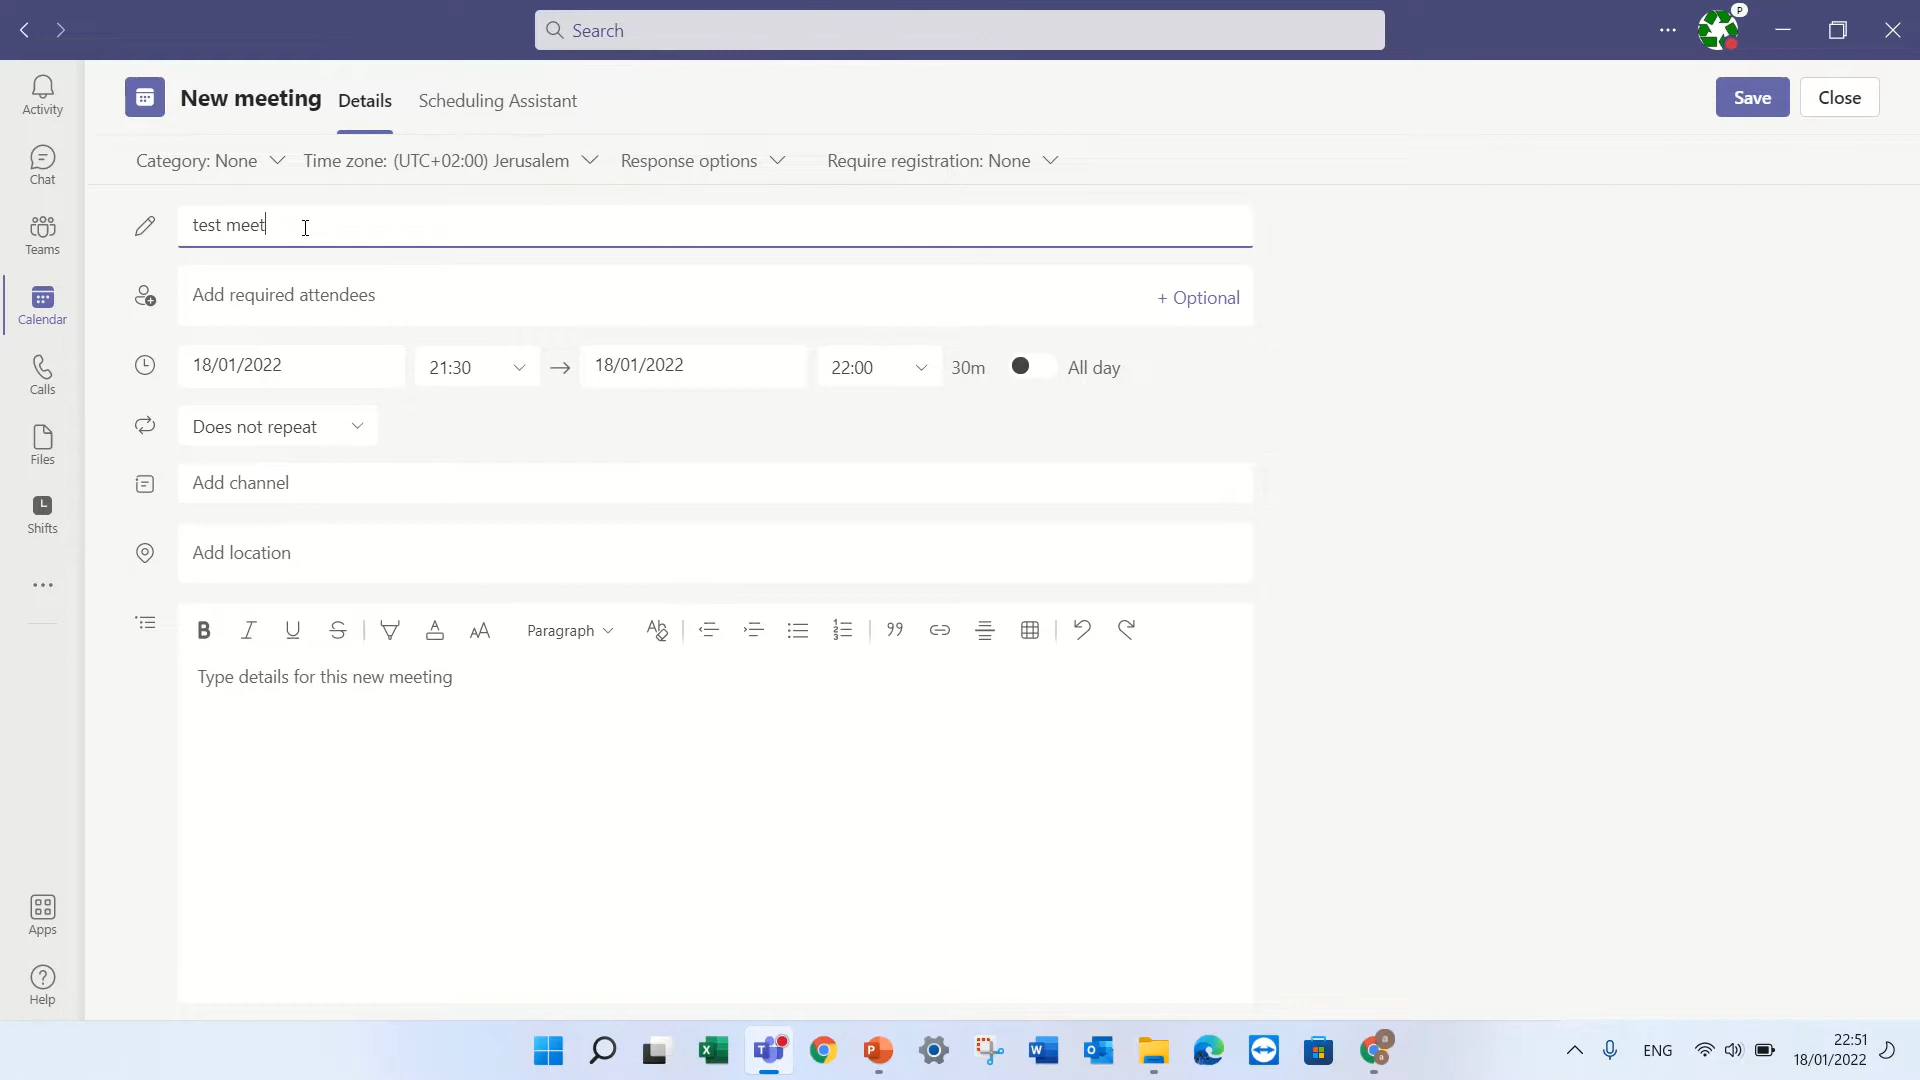 Search
P
Activity
Chat
Teams
Calendar
Calls
Files
Shifts
Apps
Help
New meeting Details Scheduling Assistant
Save Close
Category: None Time zone: (UTC+02:00) Jerusalem Response options Require registration: None
test meet
Add required attendees + Optional
18/01/2022 21:30 → 18/01/2022 22:00 30m All day
Does not repeat
Add channel
Add location
Paragraph
Type details for this new meeting
ENG 22:51
18/01/2022